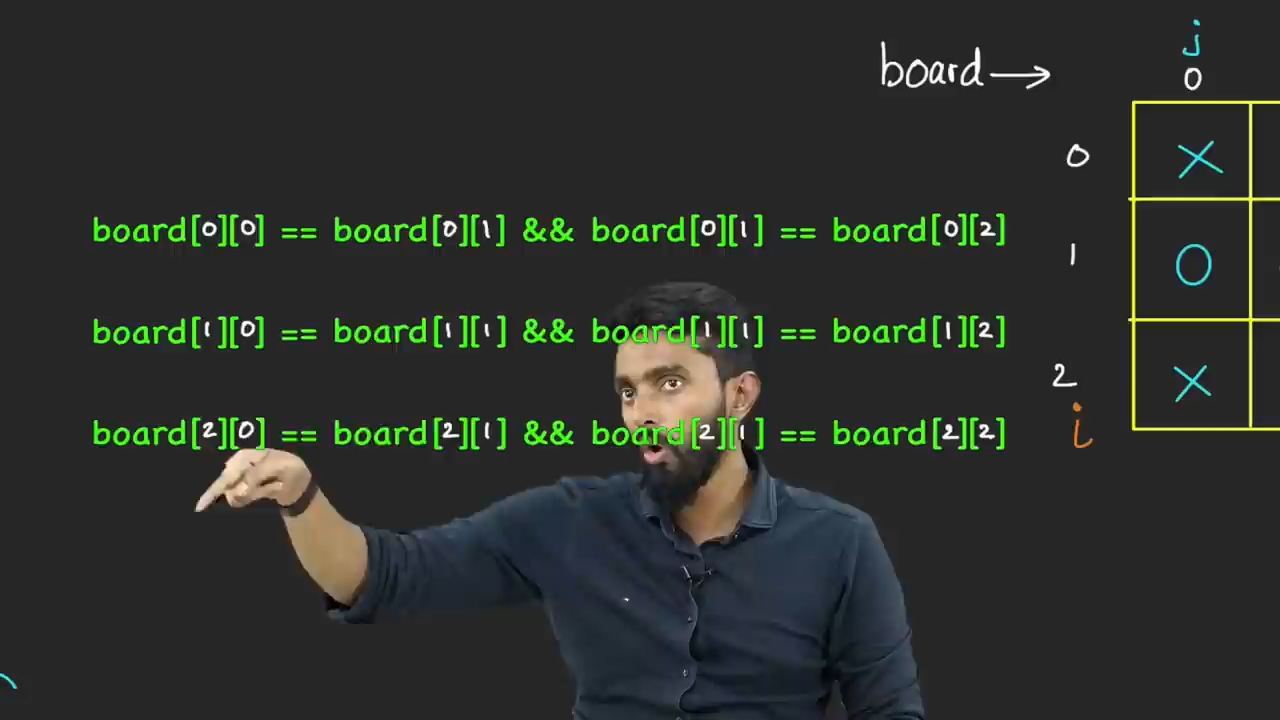 j
board →
0
0
X
board[0][0] == board[0][1] && board[0][1] == board[0][2]
1
O
board[1][0] == board[1][1] && board[1][1] == board[1][2]
2
X
i
board[2][0] == board[2][1] && board[2][1] == board[2][2]